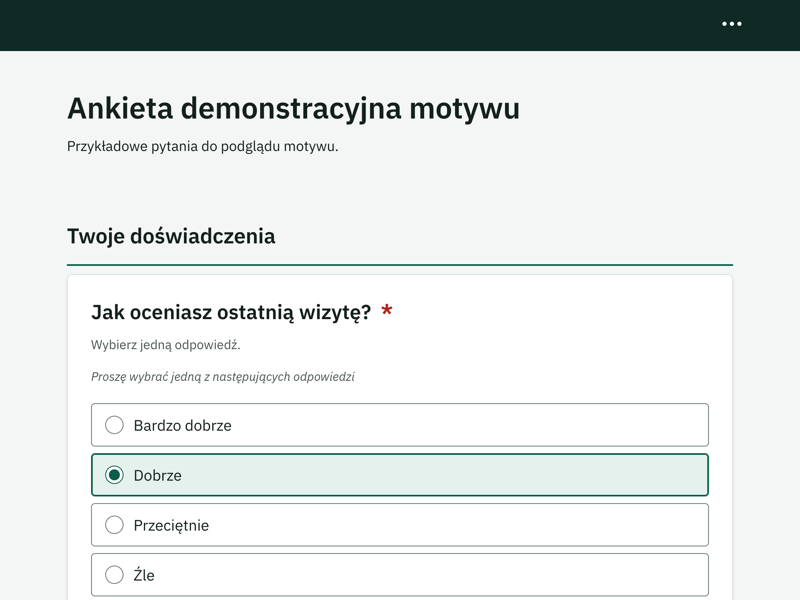 Ankieta demonstracyjna motywu
Przykładowe pytania do podglądu motywu.
Twoje doświadczenia
Jak oceniasz ostatnią wizytę? *
Wybierz jedną odpowiedź.
Proszę wybrać jedną z następujących odpowiedzi
Bardzo dobrze
Dobrze
Przeciętnie
Źle